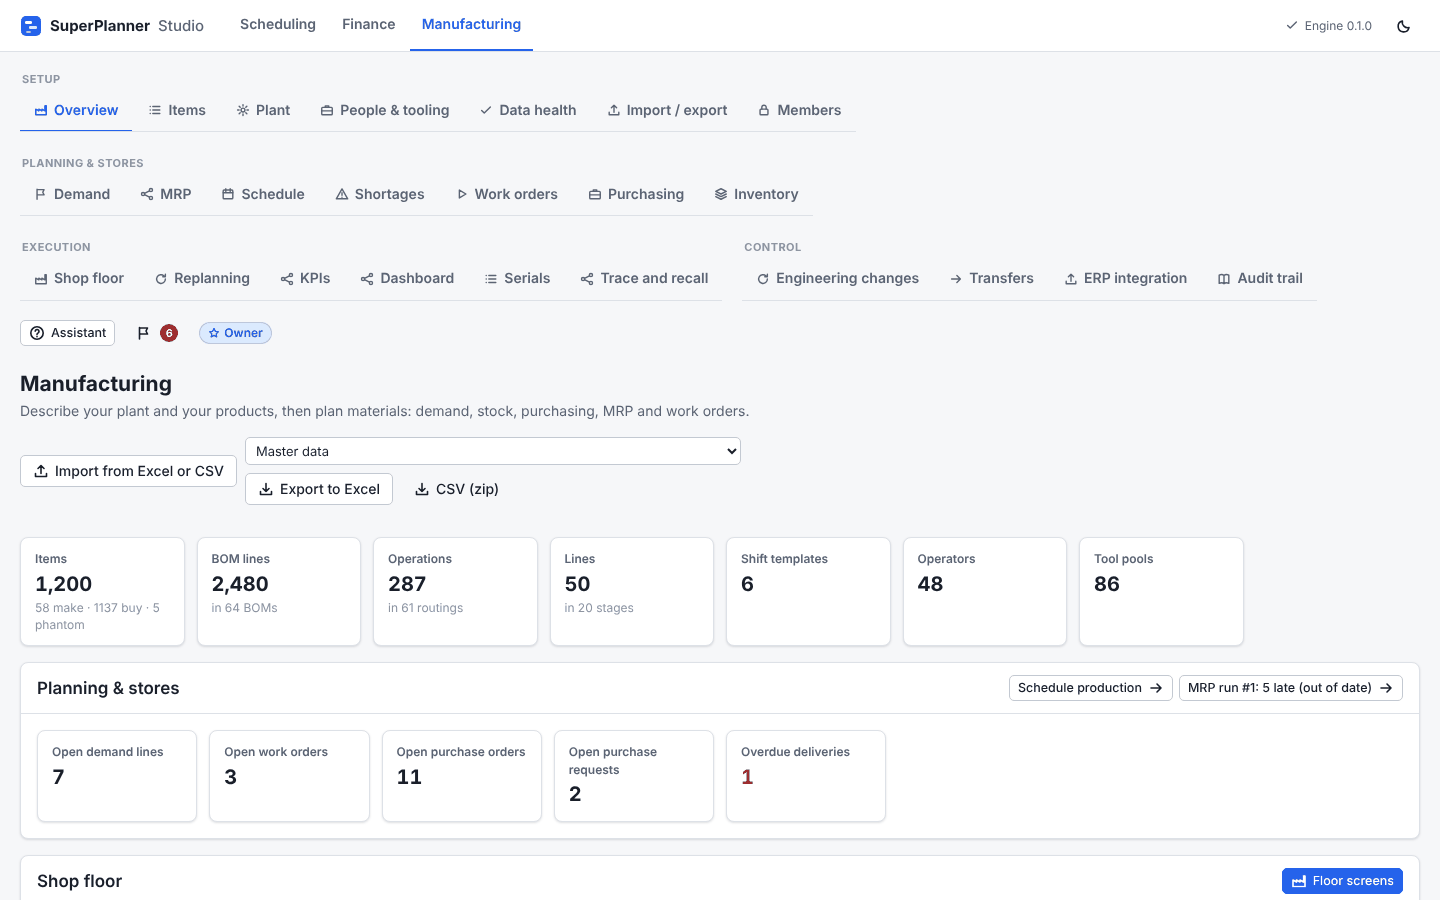 SuperPlanner Studio Scheduling Finance Manufacturing Engine 0.1.0
SETUP
Overview Items Plant People & tooling Data health Import / export Members
PLANNING & STORES
Demand MRP Schedule Shortages Work orders Purchasing Inventory
EXECUTION CONTROL
Shop floor Replanning KPIs Dashboard Serials Trace and recall Engineering changes Transfers ERP integration Audit trail
Assistant 6 Owner
Manufacturing
Describe your plant and your products, then plan materials: demand, stock, purchasing, MRP and work orders.
Master data
Import from Excel or CSV
Export to Excel CSV (zip)
Items BOM lines Operations Lines Shift templates Operators Tool pools
1,200 2,480 287 50 6 48 86
58 make · 1137 buy · 5 in 64 BOMs in 61 routings in 20 stages
phantom
Planning & stores Schedule production MRP run #1: 5 late (out of date)
Open demand lines Open work orders Open purchase orders Open purchase Overdue deliveries
requests
7 3 11 1
2
Shop floor Floor screens